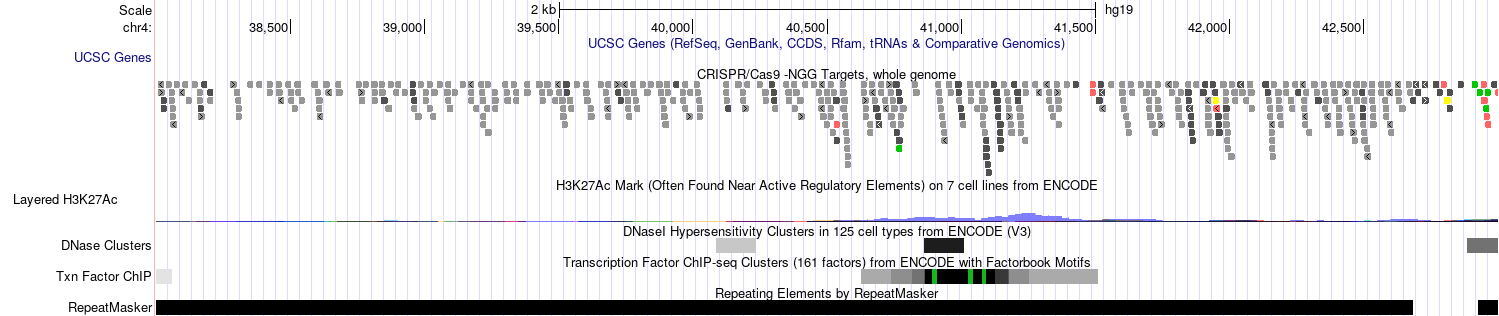 Scale 2 kb hg19
chr4: 38,500 39,000 39,500 40,000 40,500 41,000 41,500 42,000 42,500
UCSC Genes (RefSeq, GenBank, CCDS, Rfam, tRNAs & Comparative Genomics)
UCSC Genes
CRISPR/Cas9 -NGG Targets, whole genome
H3K27Ac Mark (Often Found Near Active Regulatory Elements) on 7 cell lines from ENCODE
Layered H3K27Ac
DNaseI Hypersensitivity Clusters in 125 cell types from ENCODE (V3)
DNase Clusters
Transcription Factor ChIP-seq Clusters (161 factors) from ENCODE with Factorbook Motifs
Txn Factor ChIP
Repeating Elements by RepeatMasker
RepeatMasker